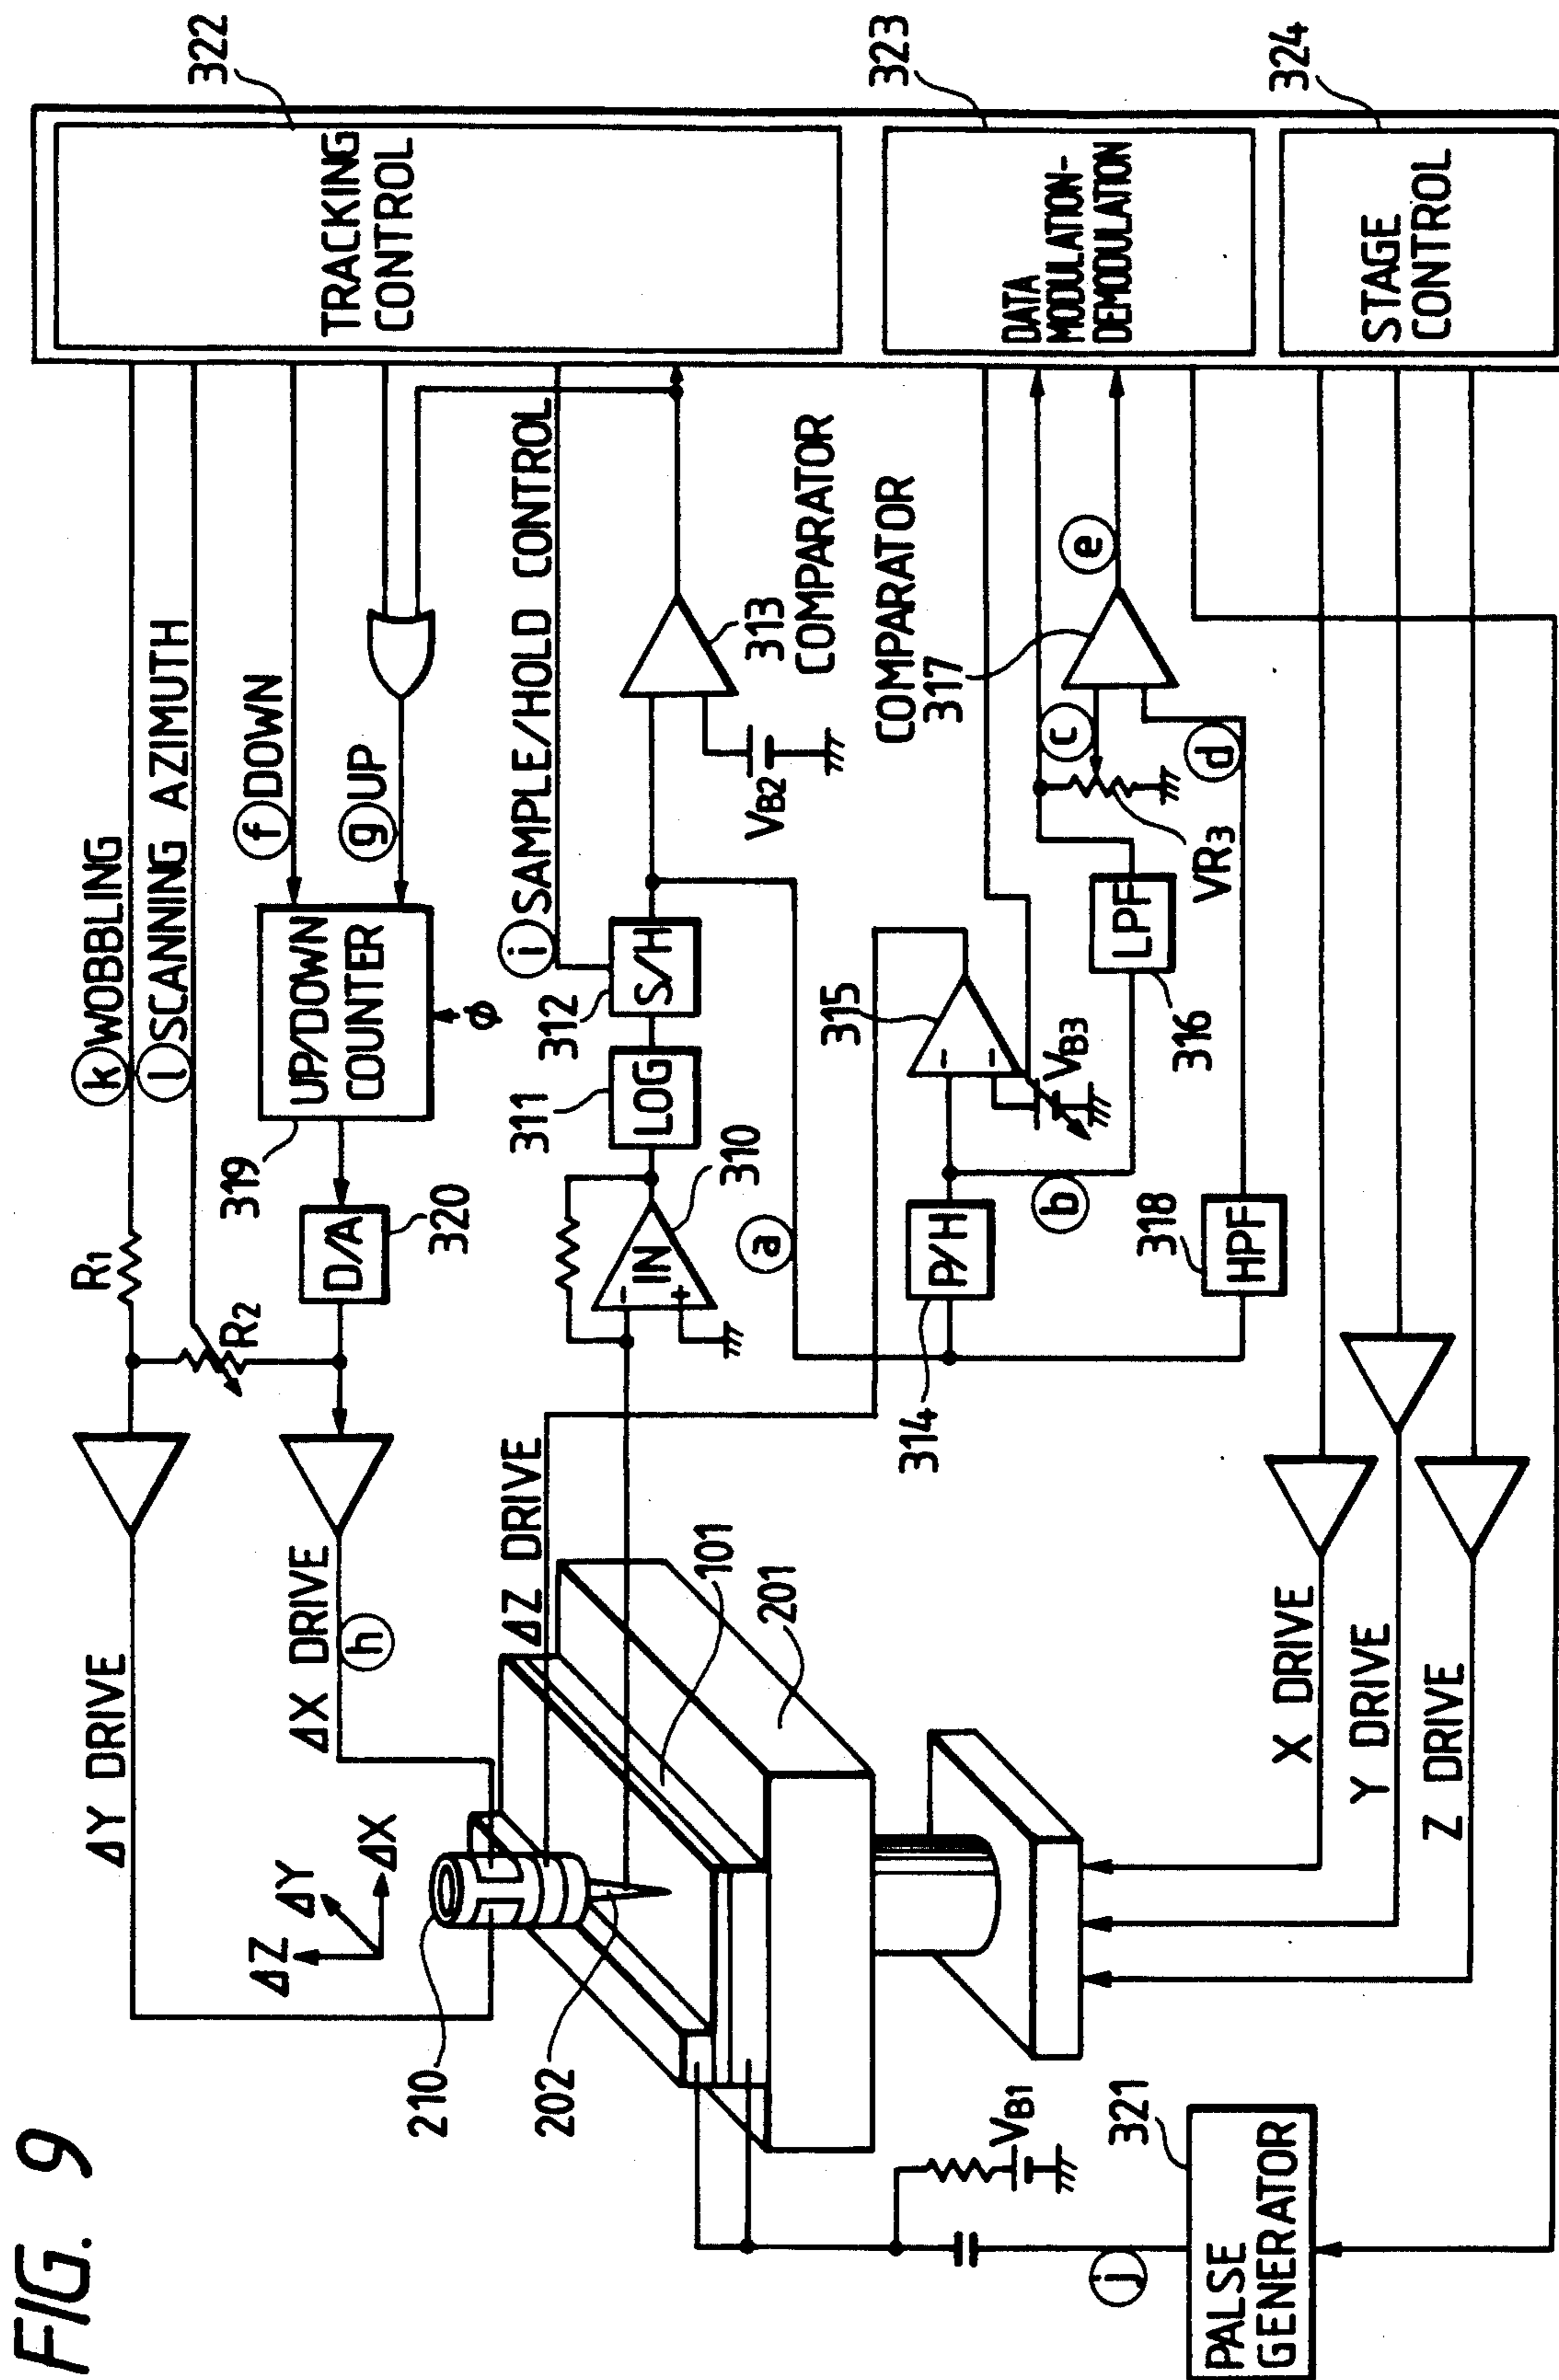 FIG. 9
322
TRACKING
CONTROL
323
DATA
MODULATION-
DEMODULATION
324
STAGE
CONTROL
k WOBBLING
l SCANNING AZIMUTH
f DOWN
g UP
UP/DOWN
COUNTER
319
φ
D/A
320
R1
R2
ΔY DRIVE
ΔX DRIVE
h
ΔZ DRIVE
i SAMPLE/HOLD CONTROL
S/H
312
LOG
311
IN
-
+
310
313
COMPARATOR
VB2
a
COMPARATOR
317
c
d
e
VR3
LPF
316
315
-
-
VB3
P/H
314
b
HPF
318
ΔZ
ΔY
ΔX
210
202
101
201
X DRIVE
Y DRIVE
Z DRIVE
VB1
j
321
PALSE
GENERATOR